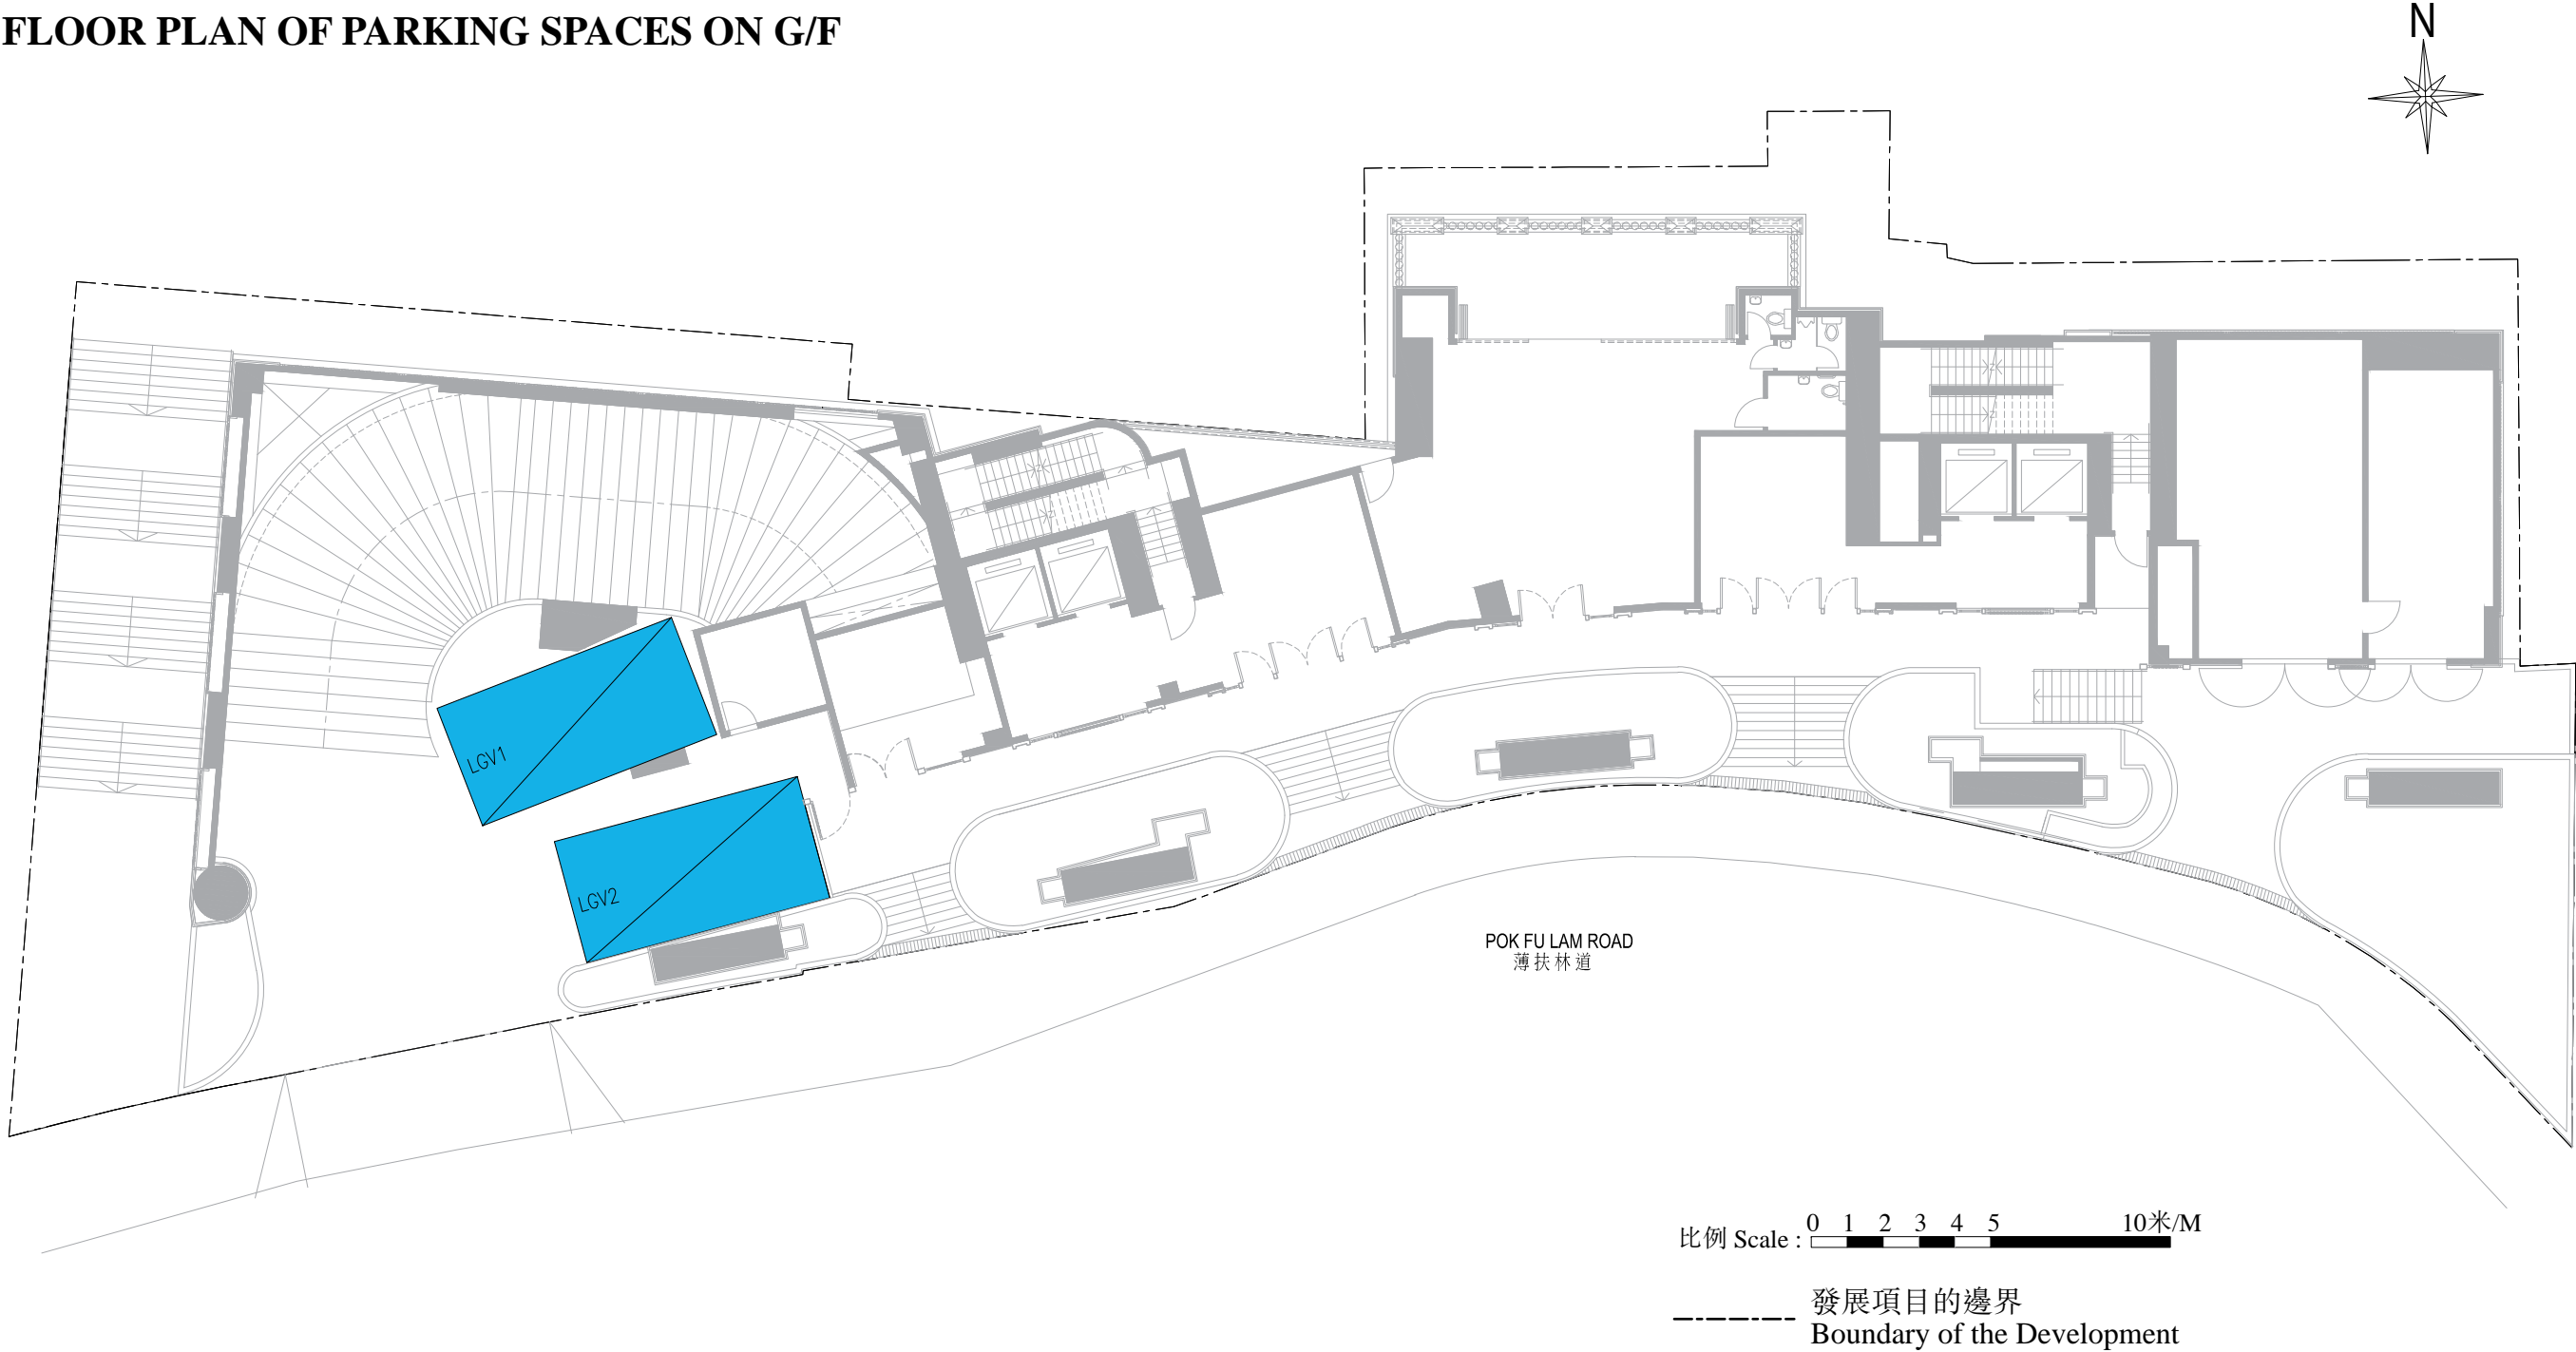 FLOOR PLAN OF PARKING SPACES ON G/F
N
LGV1
LGV2
POK FU LAM ROAD
薄扶林道
比例 Scale : 0 1 2 3 4 5 10米/M
發展項目的邊界
Boundary of the Development